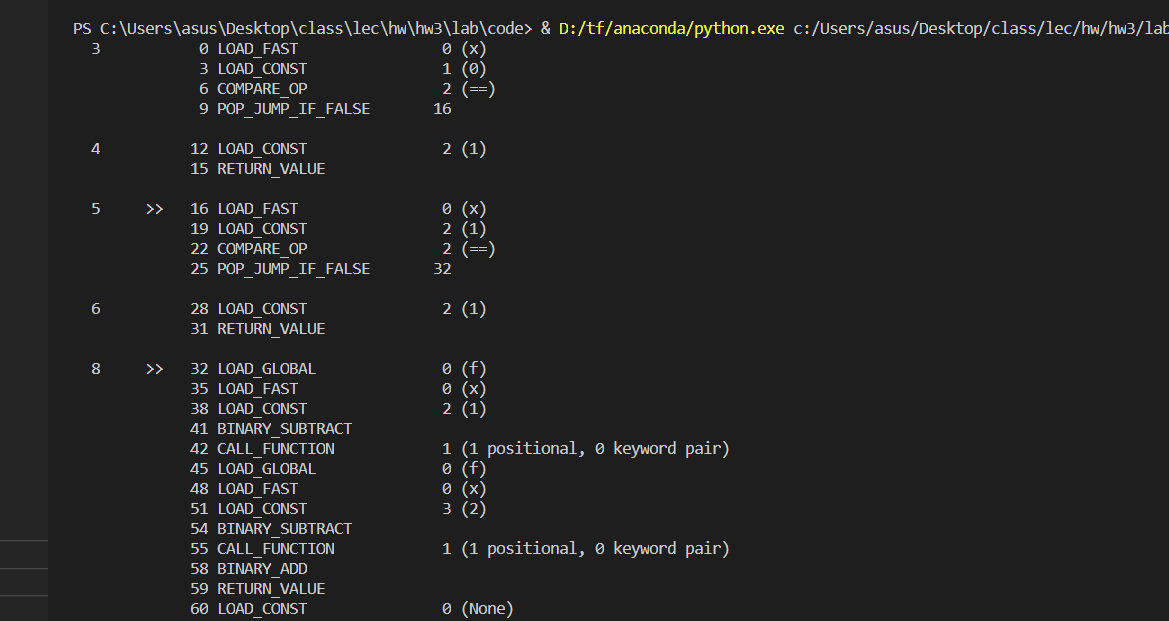 PS C:\Users\asus\Desktop\class\lec\hw\hw3\lab\code> & D:/tf/anaconda/python.exe c:/Users/asus/Desktop/class/lec/hw/hw3/lab
3 0 LOAD_FAST 0 (x)
3 LOAD_CONST 1 (0)
6 COMPARE_OP 2 (==)
9 POP_JUMP_IF_FALSE 16
4 12 LOAD_CONST 2 (1)
15 RETURN_VALUE
5 >> 16 LOAD_FAST 0 (x)
19 LOAD_CONST 2 (1)
22 COMPARE_OP 2 (==)
25 POP_JUMP_IF_FALSE 32
6 28 LOAD_CONST 2 (1)
31 RETURN_VALUE
8 >> 32 LOAD_GLOBAL 0 (f)
35 LOAD_FAST 0 (x)
38 LOAD_CONST 2 (1)
41 BINARY_SUBTRACT
42 CALL_FUNCTION 1 (1 positional, 0 keyword pair)
45 LOAD_GLOBAL 0 (f)
48 LOAD_FAST 0 (x)
51 LOAD_CONST 3 (2)
54 BINARY_SUBTRACT
55 CALL_FUNCTION 1 (1 positional, 0 keyword pair)
58 BINARY_ADD
59 RETURN_VALUE
60 LOAD_CONST 0 (None)